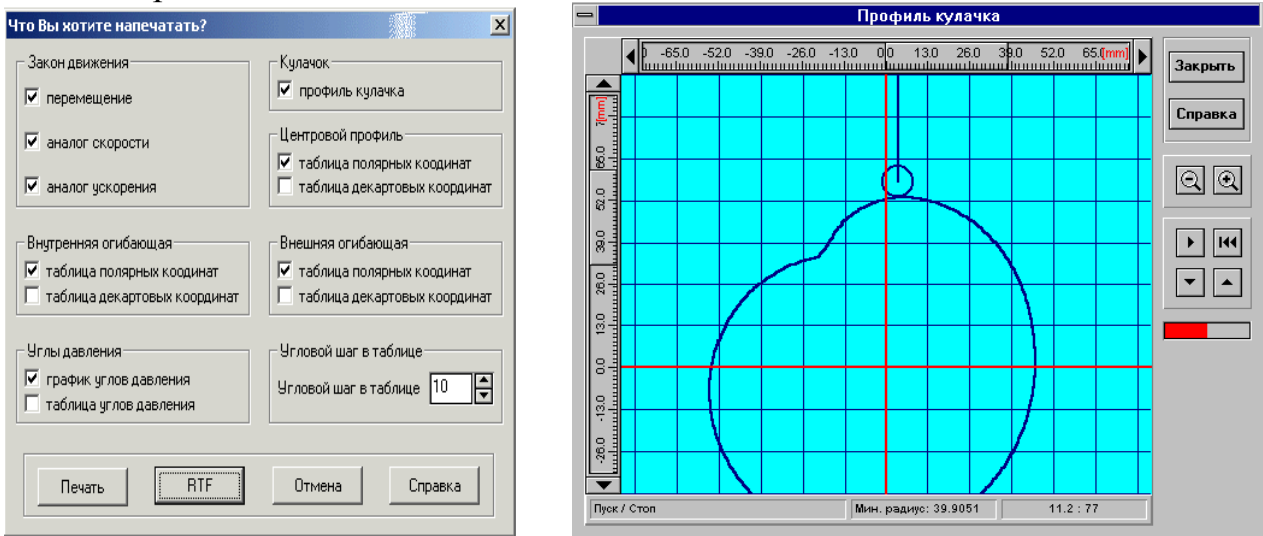 Что Вы хотите напечатать?
Закон движения
перемещение
аналог скорости
аналог ускорения
Кулачок
профиль кулачка
Центровой профиль
таблица полярных коодинат
таблица декартовых координат
Внутренняя огибающая
таблица полярных коодинат
таблица декартовых координат
Внешняя огибающая
таблица полярных коодинат
таблица декартовых координат
Углы давления
график углов давления
таблица углов давления
Угловой шаг в таблице
Угловой шаг в таблице 10
Печать RTF Отмена Справка
Профиль кулачка
-65.0 -52.0 -39.0 -26.0 -13.0 0.0 13.0 26.0 39.0 52.0 65. [mm]
[mm]
65.0
52.0
39.0
26.0
13.0
0.0
-13.0
-26.0
Закрыть
Справка
Пуск / Стоп Мин. радиус: 39.9051 11.2 : 77